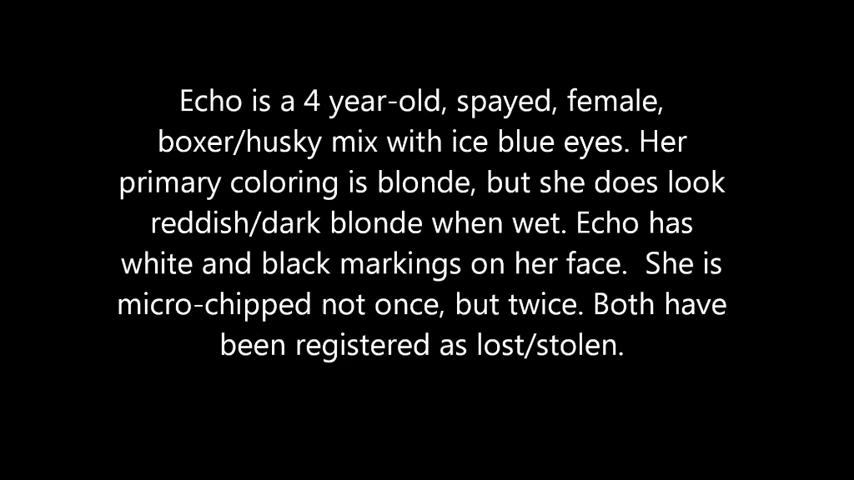 Echo is a 4 year-old, spayed, female,
boxer/husky mix with ice blue eyes. Her
primary coloring is blonde, but she does look
reddish/dark blonde when wet. Echo has
white and black markings on her face.  She is
micro-chipped not once, but twice. Both have
been registered as lost/stolen.